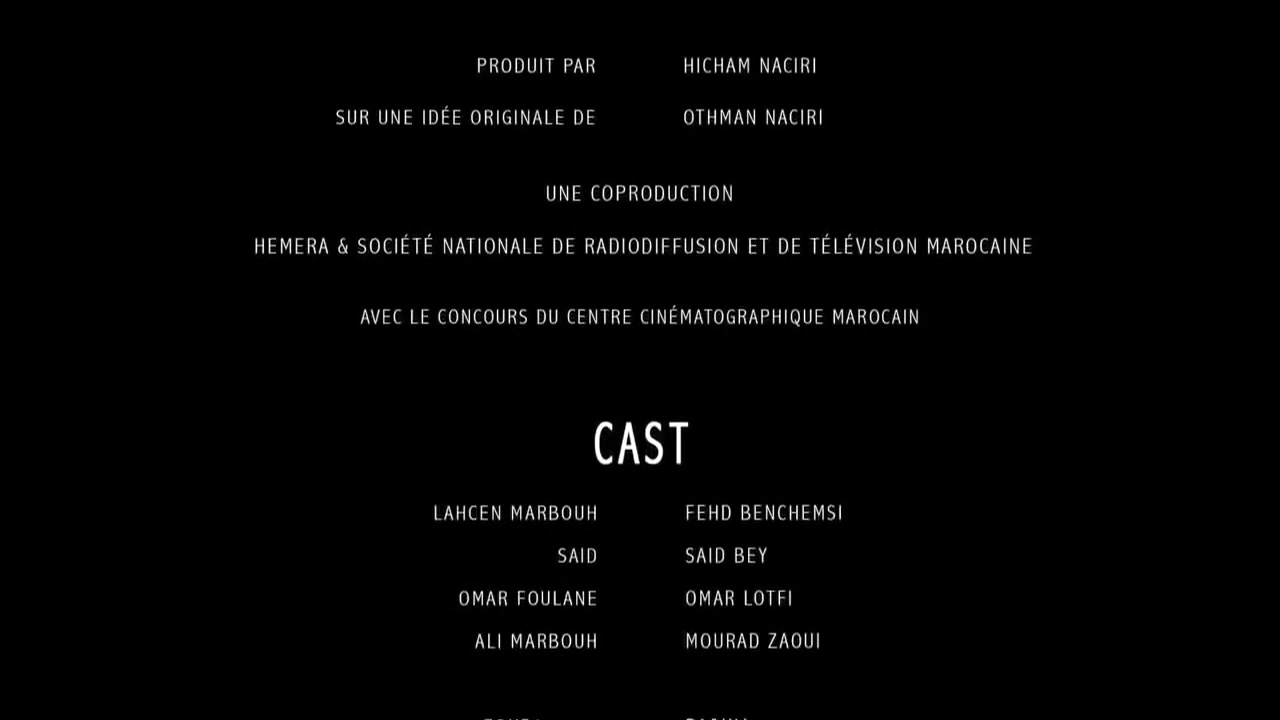 PRODUIT PAR HICHAM NACIRI
SUR UNE IDÉE ORIGINALE DE OTHMAN NACIRI
UNE COPRODUCTION
HEMERA & SOCIÉTÉ NATIONALE DE RADIODIFFUSION ET DE TÉLÉVISION MAROCAINE
AVEC LE CONCOURS DU CENTRE CINÉMATOGRAPHIQUE MAROCAIN
CAST
LAHCEN MARBOUH FEHD BENCHEMSI
SAID SAID BEY
OMAR FOULANE OMAR LOTFI
ALI MARBOUH MOURAD ZAOUI